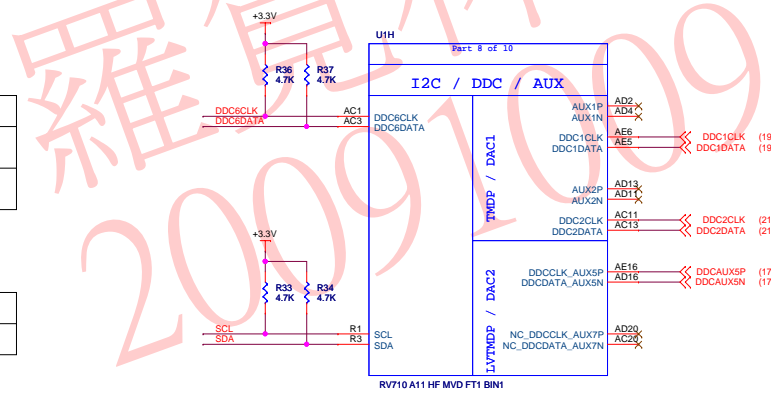 +3.3V
U1H
Part 8 of 10
R36
4.7K
R37
4.7K
I2C / DDC / AUX
DDC6CLK
AC1
DDC6CLK
DDC6DATA
AC3
DDC6DATA
TMDP / DAC1
AUX1P
AD2
AUX1N
AD4
DDC1CLK
AE6
DDC1CLK
(19
DDC1DATA
AE5
DDC1DATA
(19
AUX2P
AD13
AUX2N
AD11
DDC2CLK
AC11
DDC2CLK
(21
DDC2DATA
AC13
DDC2DATA
(21
+3.3V
R33
4.7K
R34
4.7K
LVTMDP / DAC2
DDCCLK_AUX5P
AE16
DDCAUX5P
(17
DDCDATA_AUX5N
AD16
DDCAUX5N
(17
SCL
R1
SCL
SDA
R3
SDA
NC_DDCCLK_AUX7P
AD20
NC_DDCDATA_AUX7N
AC20
RV710 A11 HF MVD FT1 BIN1
20091009